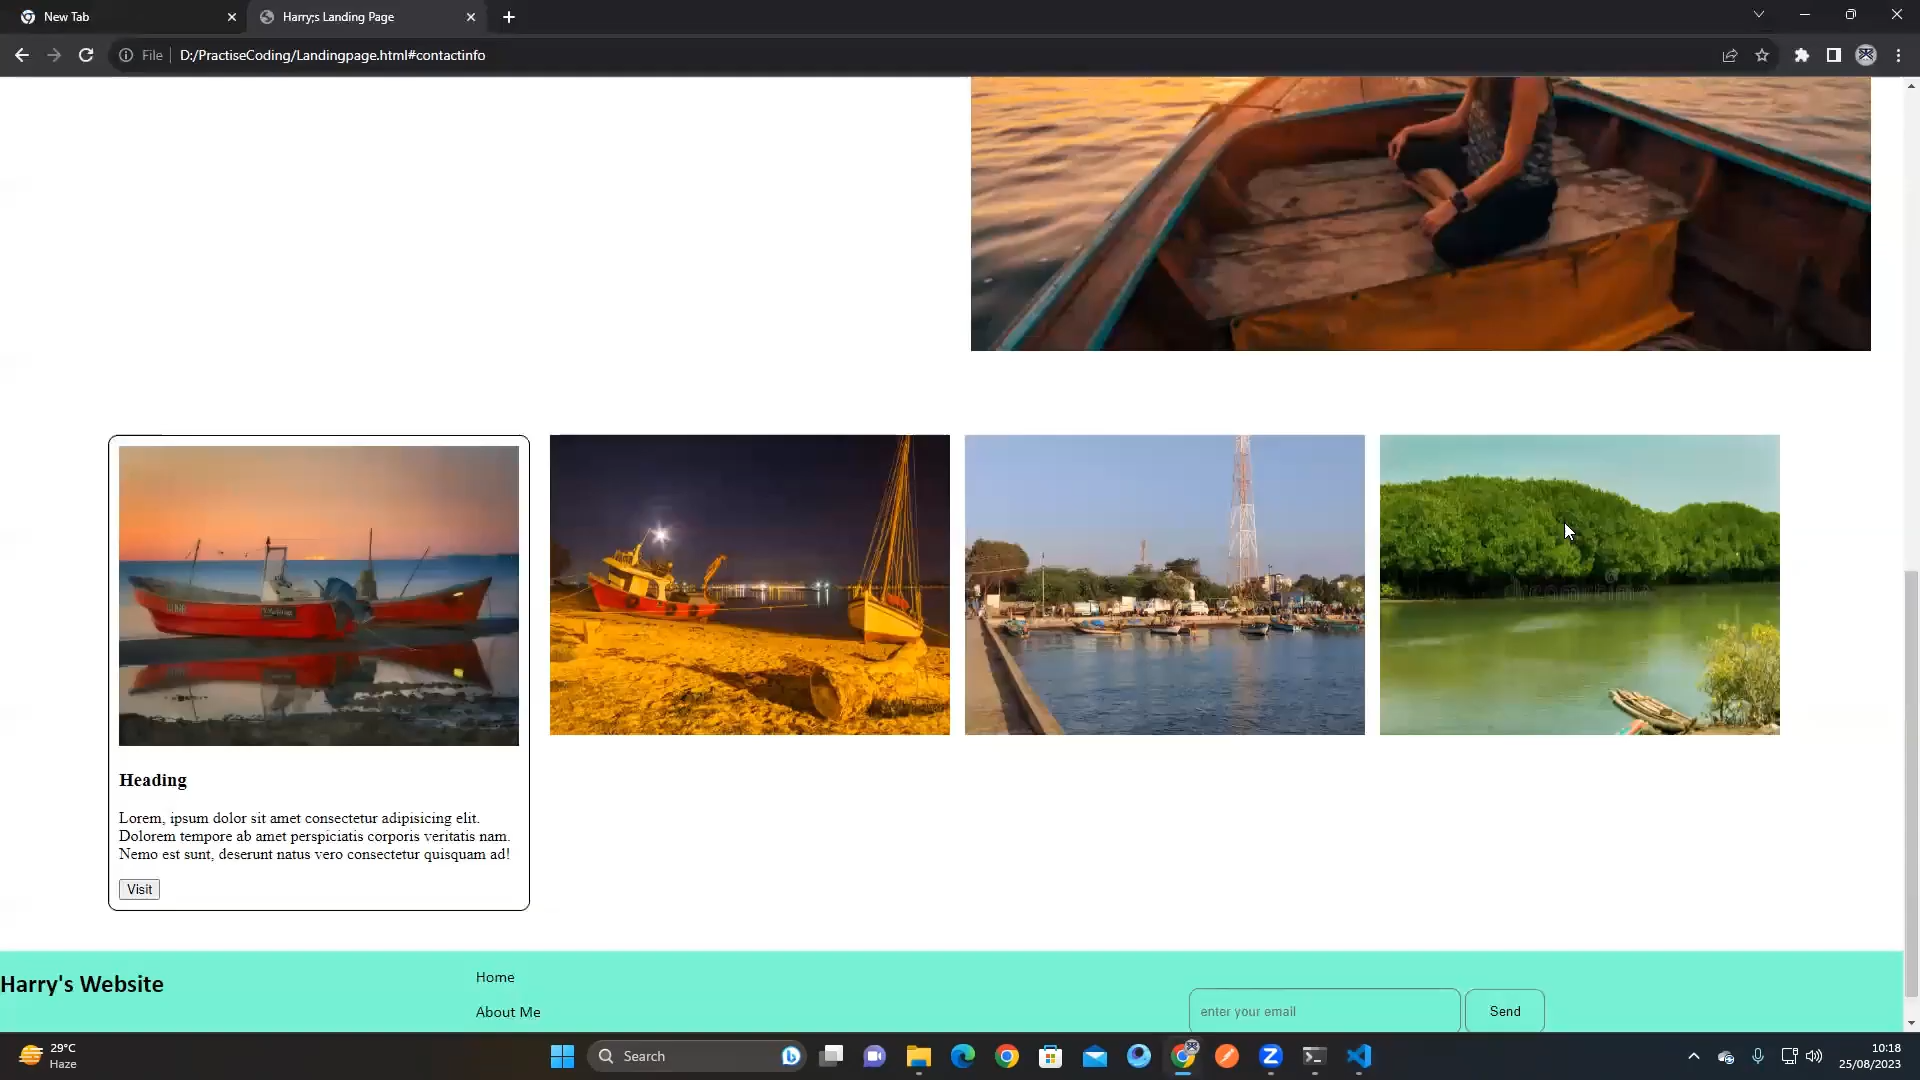 New Tab
Harry;s Landing Page
File
D:/PractiseCoding/Landingpage.html#contactinfo
Heading
Lorem, ipsum dolor sit amet consectetur adipisicing elit.
Dolorem tempore ab amet perspiciatis corporis veritatis nam.
Nemo est sunt, deserunt natus vero consectetur quisquam ad!
Visit
Harry's Website
Home
About Me
enter your email
Send
29°C
Haze
Search
10:18
25/08/2023